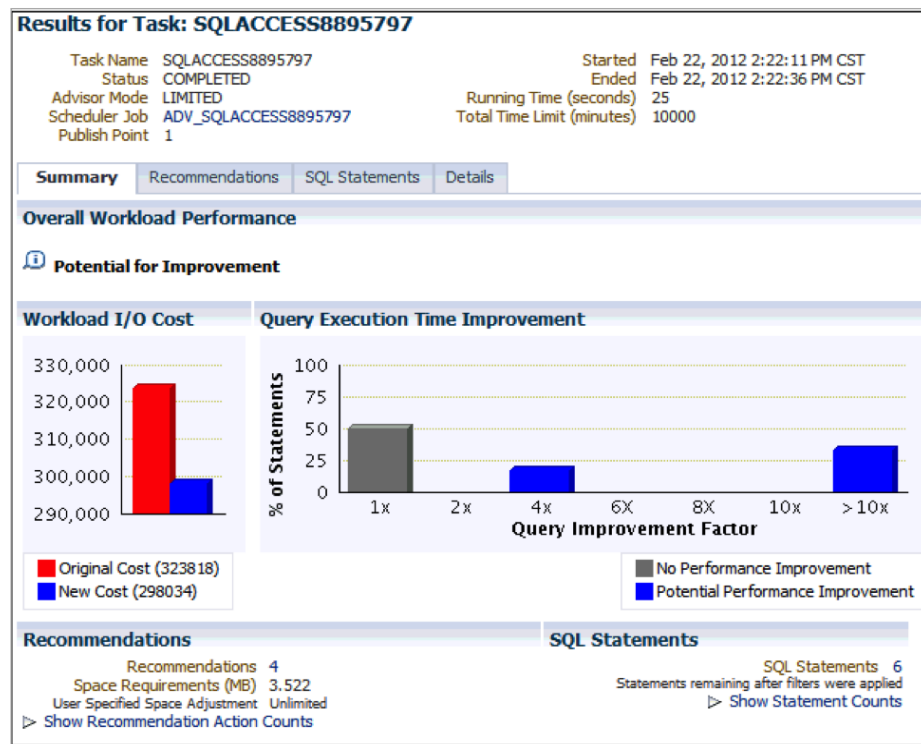 Results for Task: SQLACCESS8895797
Task Name SQLACCESS8895797
Status COMPLETED
Advisor Mode LIMITED
Scheduler Job ADV_SQLACCESS8895797
Publish Point 1
Started Feb 22, 2012 2:22:11 PM CST
Ended Feb 22, 2012 2:22:36 PM CST
Running Time (seconds) 25
Total Time Limit (minutes) 10000
Summary Recommendations SQL Statements Details
Overall Workload Performance
Potential for Improvement
Workload I/O Cost
330,000
320,000
310,000
300,000
290,000
Original Cost (323818)
New Cost (298034)
Query Execution Time Improvement
% of Statements
100
75
50
25
0
1x 2x 4x 6X 8X 10x >10x
Query Improvement Factor
No Performance Improvement
Potential Performance Improvement
Recommendations
Recommendations 4
Space Requirements (MB) 3.522
User Specified Space Adjustment Unlimited
Show Recommendation Action Counts
SQL Statements
SQL Statements 6
Statements remaining after filters were applied
Show Statement Counts